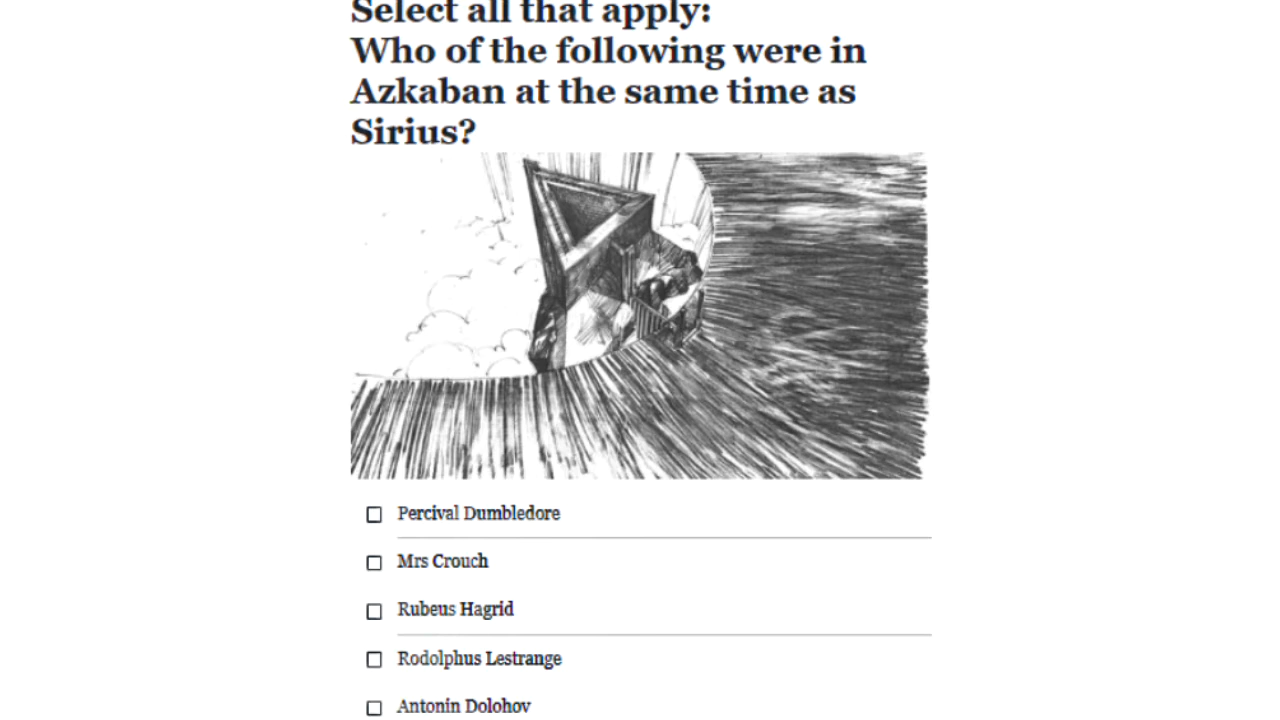 Select all that apply:
Who of the following were in
Azkaban at the same time as
Sirius?
Percival Dumbledore
Mrs Crouch
Rubeus Hagrid
Rodolphus Lestrange
Antonin Dolohov